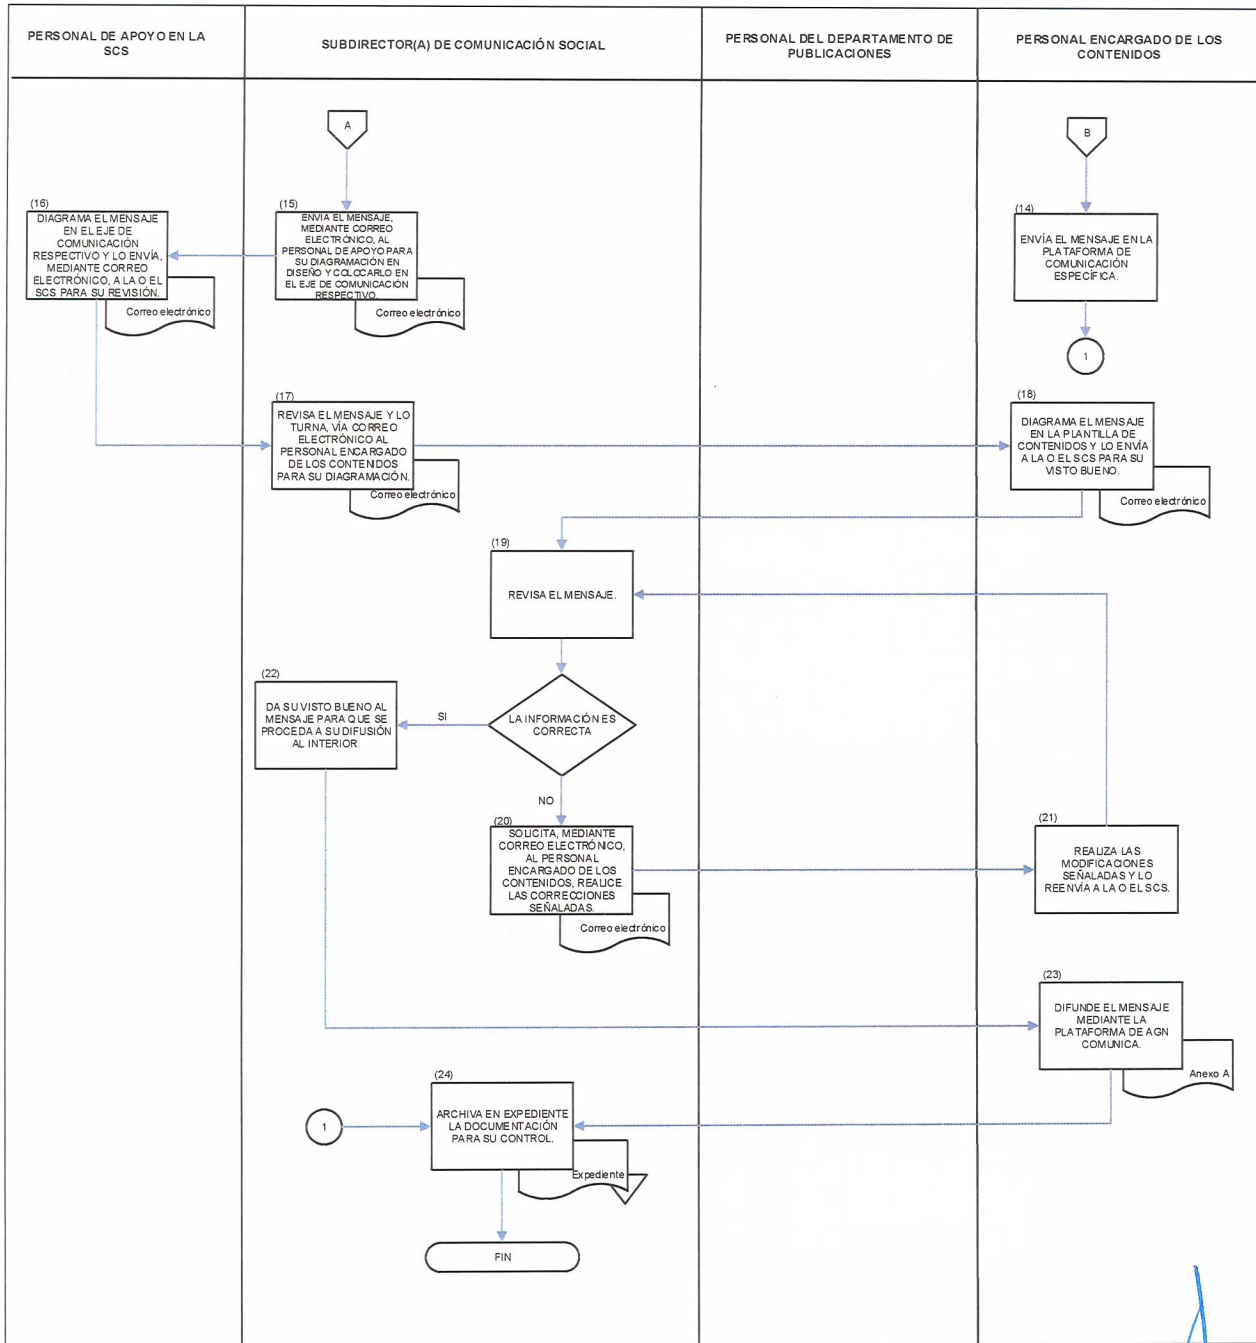 PERSONAL DE APOYO EN LA
SCS
SUBDIRECTOR(A) DE COMUNICACIÓN SOCIAL
PERSONAL DEL DEPARTAMENTO DE
PUBLICACIONES
PERSONAL ENCARGADO DE LOS
CONTENIDOS
A
B
(16)
DIAGRAMA EL MENSAJE
EN EL EJE DE
COMUNICACIÓN
RESPECTIVO Y LO ENVÍA,
MEDIANTE CORREO
ELECTRÓNICO, A LA O EL
SCS PARA SU REVISIÓN.
Correo electrónico
(15)
ENVIA EL MENSAJE,
MEDIANTE CORREO
ELECTRÓNICO, AL
PERSONAL DE APOYO PARA
SU DIAGRAMACIÓN EN
DISEÑO Y COLOCARLO EN
EL EJE DE COMUNICACIÓN
RESPECTIVO.
Correo electrónico
(14)
ENVÍA EL MENSAJE EN LA
PLATAFORMA DE
COMUNICACIÓN
ESPECÍFICA.
1
(17)
REVISA EL MENSAJE Y LO
TURNA, VÍA CORREO
ELECTRÓNICO AL
PERSONAL ENCARGADO
DE LOS CONTENIDOS
PARA SU DIAGRAMACIÓN.
Correo electrónico
(18)
DIAGRAMA EL MENSAJE
EN LA PLANTILLA DE
CONTENIDOS Y LO ENVÍA
A LA O EL SCS PARA SU
VISTO BUENO.
Correo electrónico
(19)
REVISA EL MENSAJE.
(22)
DA SU VISTO BUENO AL
MENSAJE PARA QUE SE
PROCEDA A SU DIFUSIÓN
AL INTERIOR.
SI
LA INFORMACIÓN ES
CORRECTA
NO
(20)
SOLICITA, MEDIANTE
CORREO ELECTRÓNICO,
AL PERSONAL
ENCARGADO DE LOS
CONTENIDOS, REALICE
LAS CORRECCIONES
SEÑALADAS.
Correo electrónico
(21)
REALIZA LAS
MODIFICACIONES
SEÑALADAS Y LO
REENVÍA A LA O EL SCS.
(23)
DIFUNDE EL MENSAJE
MEDIANTE LA
PLATAFORMA DE AGN
COMUNICA.
Anexo A
1
(24)
ARCHIVA EN EXPEDIENTE
LA DOCUMENTACIÓN
PARA SU CONTROL.
Expediente
FIN